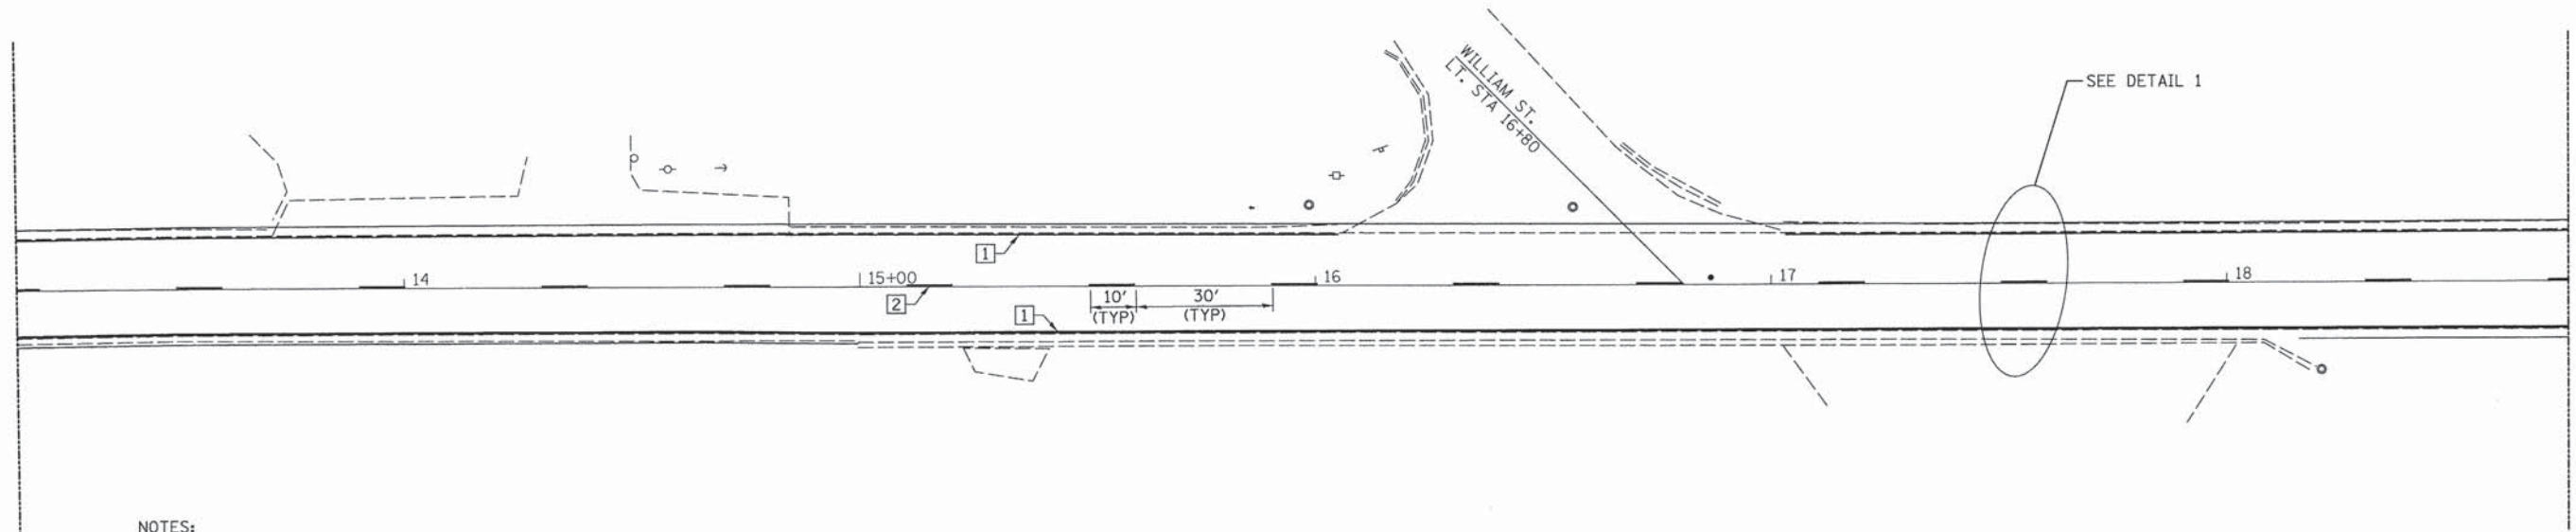 WILLIAM ST.
LT. STA 16+80
SEE DETAIL 1
1
14
15+00
16
17
18
2
10'
(TYP)
30'
(TYP)
1
NOTES: